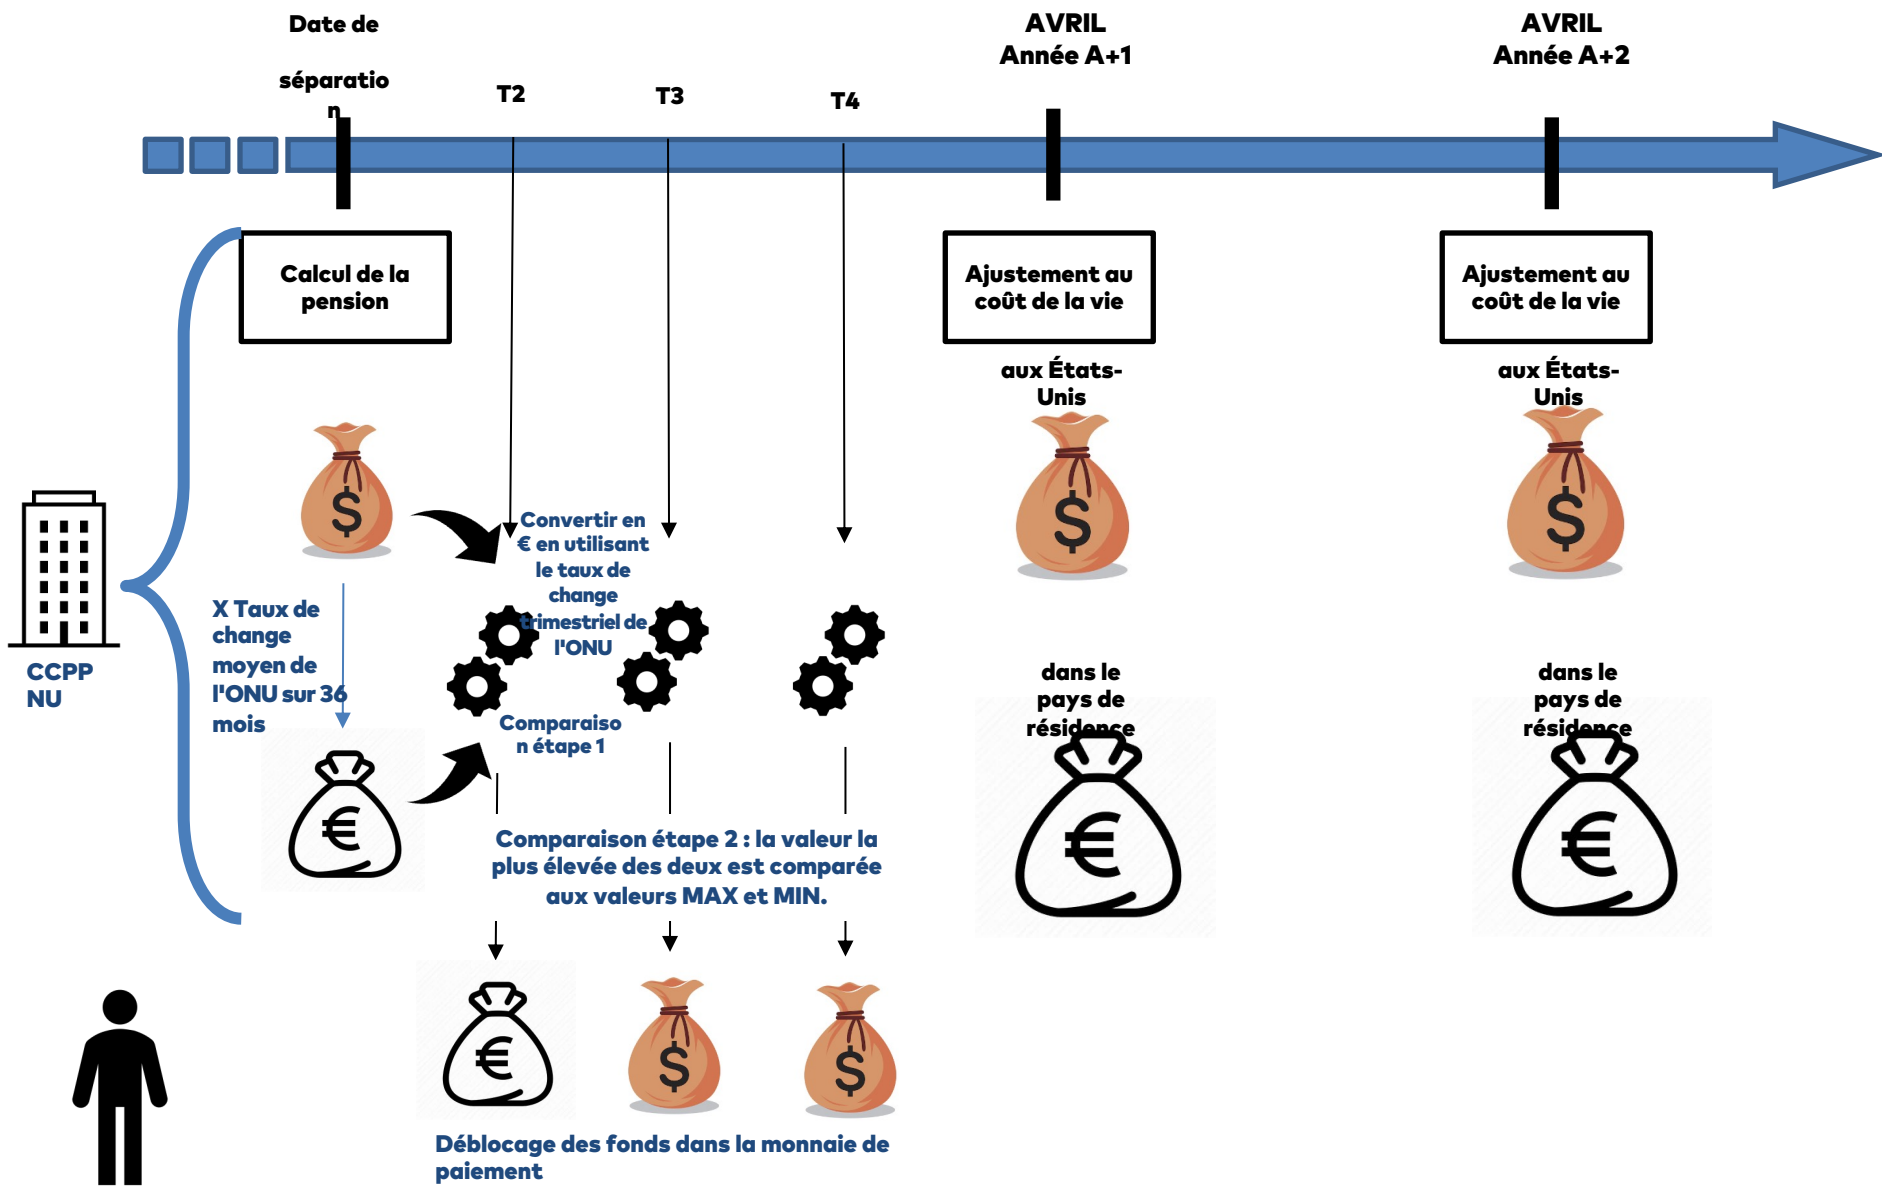 Date de
séparatio
n
T2
T3
T4
AVRIL
Année A+1
AVRIL
Année A+2
Calcul de la
pension
Ajustement au
coût de la vie
Ajustement au
coût de la vie
aux États-
Unis
aux États-
Unis
$
$
$
Convertir en
€ en utilisant
le taux de
change
trimestriel de
l'ONU
X Taux de
change
moyen de
l'ONU sur 36
mois
CCPP
NU
Comparaiso
n étape 1
dans le
pays de
résidence
dans le
pays de
résidence
€
€
€
Comparaison étape 2 : la valeur la
plus élevée des deux est comparée
aux valeurs MAX et MIN.
€
$
$
Déblocage des fonds dans la monnaie de
paiement